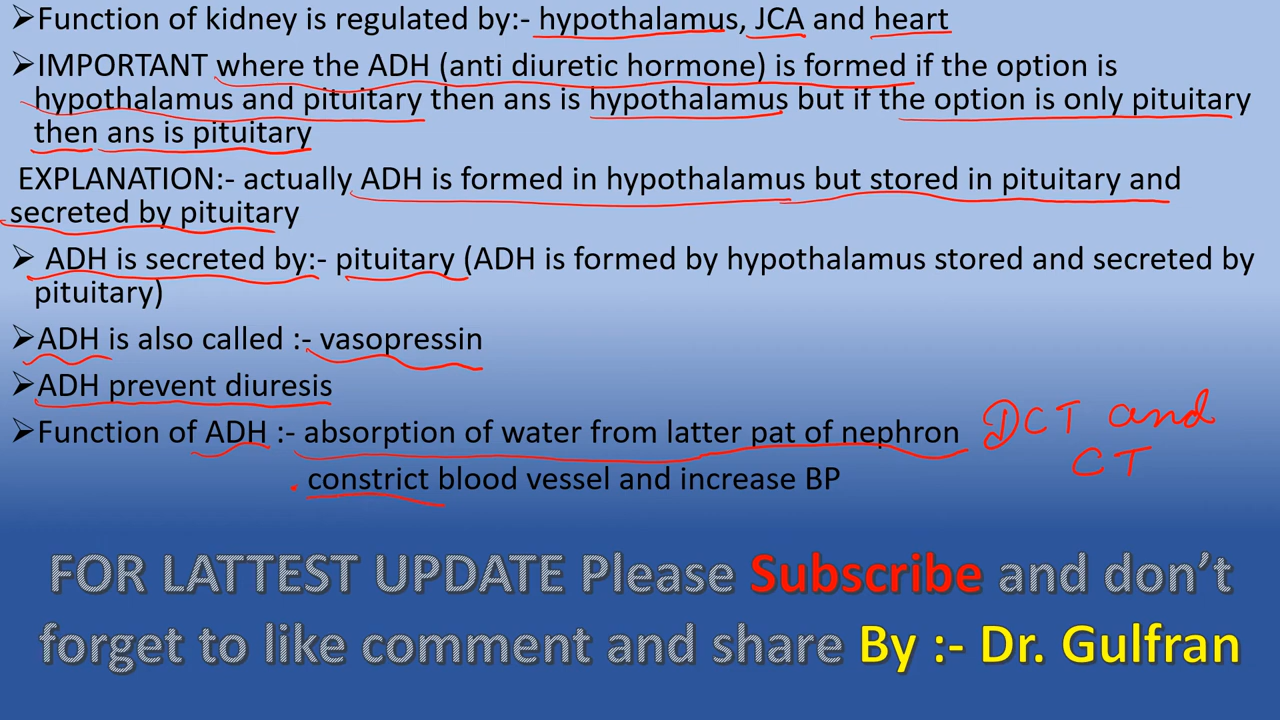 ➢Function of kidney is regulated by:- hypothalamus, JCA and heart
➢IMPORTANT where the ADH (anti diuretic hormone) is formed if the option is
hypothalamus and pituitary then ans is hypothalamus but if the option is only pituitary
then ans is pituitary
EXPLANATION:- actually ADH is formed in hypothalamus but stored in pituitary and
secreted by pituitary
➢ ADH is secreted by:- pituitary (ADH is formed by hypothalamus stored and secreted by
pituitary)
➢ADH is also called :- vasopressin
➢ADH prevent diuresis
➢Function of ADH :- absorption of water from latter pat of nephron DCT and
CT
constrict blood vessel and increase BP
FOR LATTEST UPDATE Please Subscribe and don't
forget to like comment and share By :- Dr. Gulfran